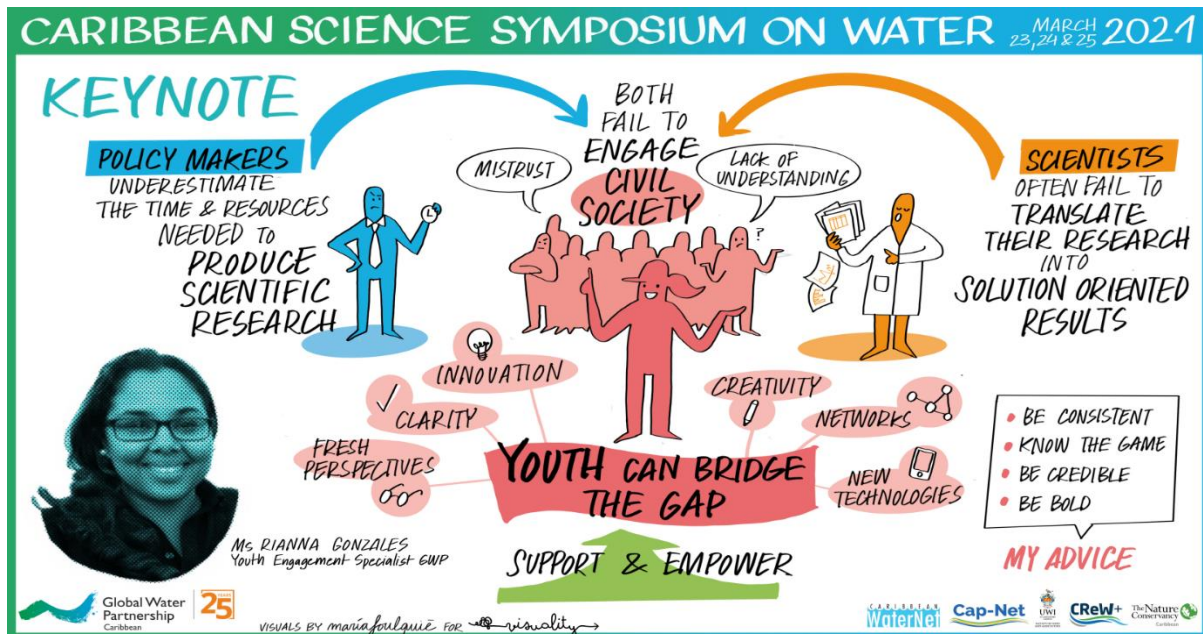 CARIBBEAN SCIENCE SYMPOSIUM ON WATER MARCH 23, 24 & 25 2021
KEYNOTE
POLICY MAKERS
UNDERESTIMATE
THE TIME & RESOURCES
NEEDED TO
PRODUCE
SCIENTIFIC
RESEARCH
BOTH
FAIL TO
ENGAGE
CIVIL
SOCIETY
MISTRUST
LACK OF
UNDERSTANDING
?
SCIENTISTS
OFTEN FAIL TO
TRANSLATE
THEIR RESEARCH
INTO
SOLUTION ORIENTED
RESULTS
INNOVATION
CLARITY
FRESH
PERSPECTIVES
CREATIVITY
NETWORKS
NEW
TECHNOLOGIES
YOUTH CAN BRIDGE
THE GAP
SUPPORT & EMPOWER
• BE CONSISTENT
• KNOW THE GAME
• BE CREDIBLE
• BE BOLD
MY ADVICE
Ms RIANNA GONZALES
Youth Engagement Specialist GWP
Global Water
Partnership
Caribbean
25
YEARS
VISUALS BY maríafoulquié FOR visuality
CARIBBEAN
WaterNet
Cap-Net
UWI
CReW+
The Nature
Conservancy
Caribbean